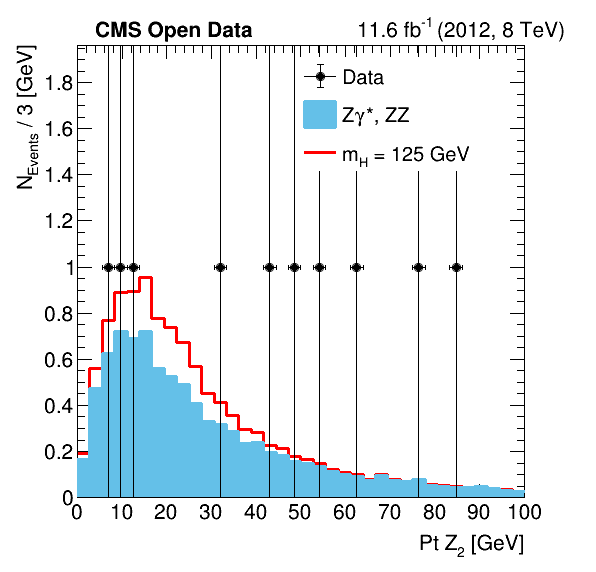 CMS Open Data 11.6 fb⁻¹ (2012, 8 TeV)
N_Events / 3 [GeV]
Data
Zγ*, ZZ
m_H = 125 GeV
1.8
1.6
1.4
1.2
1
0.8
0.6
0.4
0.2
0
0 10 20 30 40 50 60 70 80 90 100
Pt Z₂ [GeV]